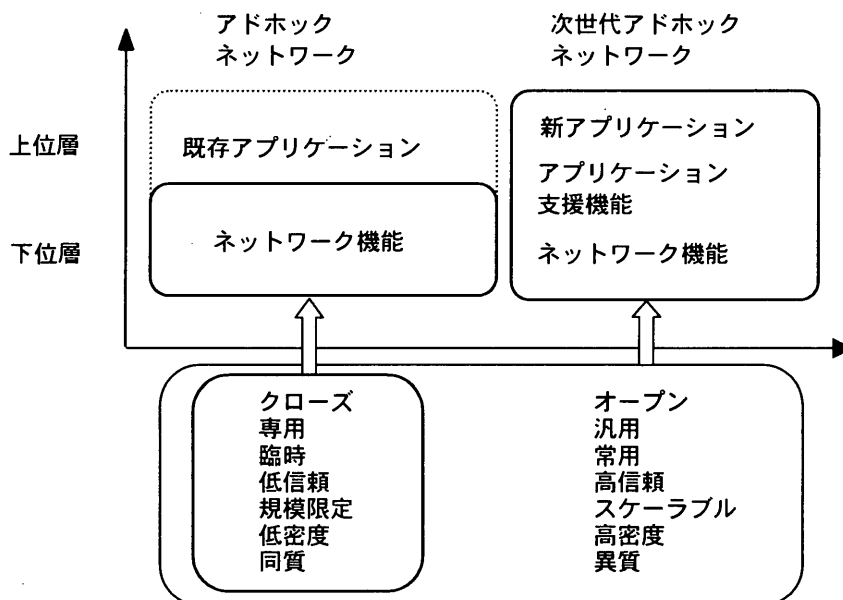 アドホック
ネットワーク
次世代アドホック
ネットワーク
上位層
既存アプリケーション
新アプリケーション
アプリケーション
支援機能
下位層
ネットワーク機能
ネットワーク機能
クローズ
専用
臨時
低信頼
規模限定
低密度
同質
オープン
汎用
常用
高信頼
スケーラブル
高密度
異質